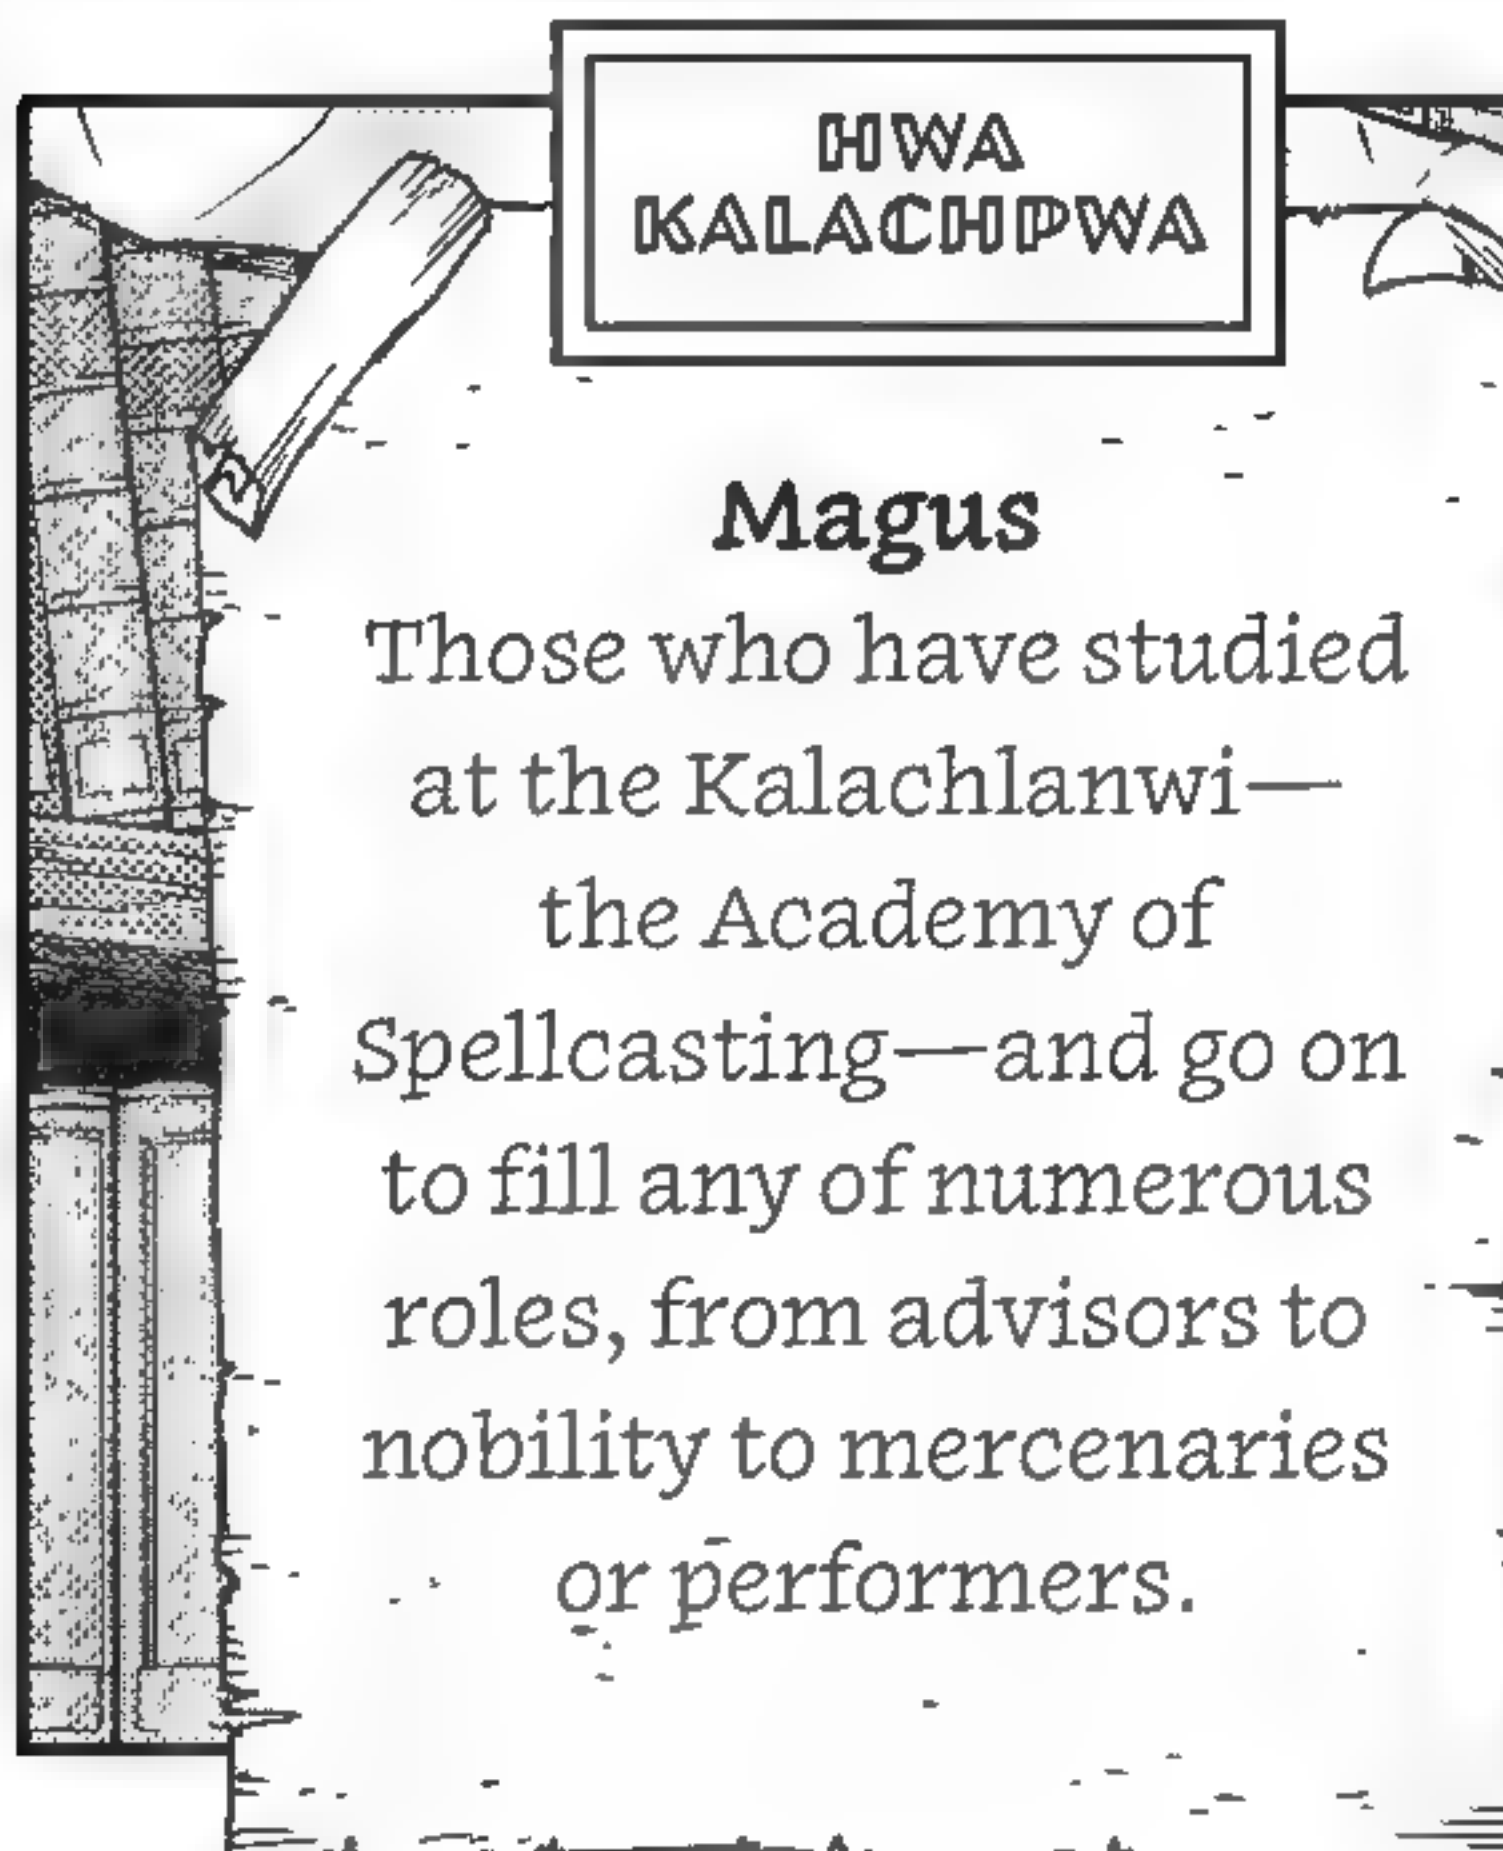 HWA
KALACHPWA
Magus
Those who have studied
at the Kalachlanwi—
the Academy of
Spellcasting—and go on
to fill any of numerous
roles, from advisors to
nobility to mercenaries
or performers.